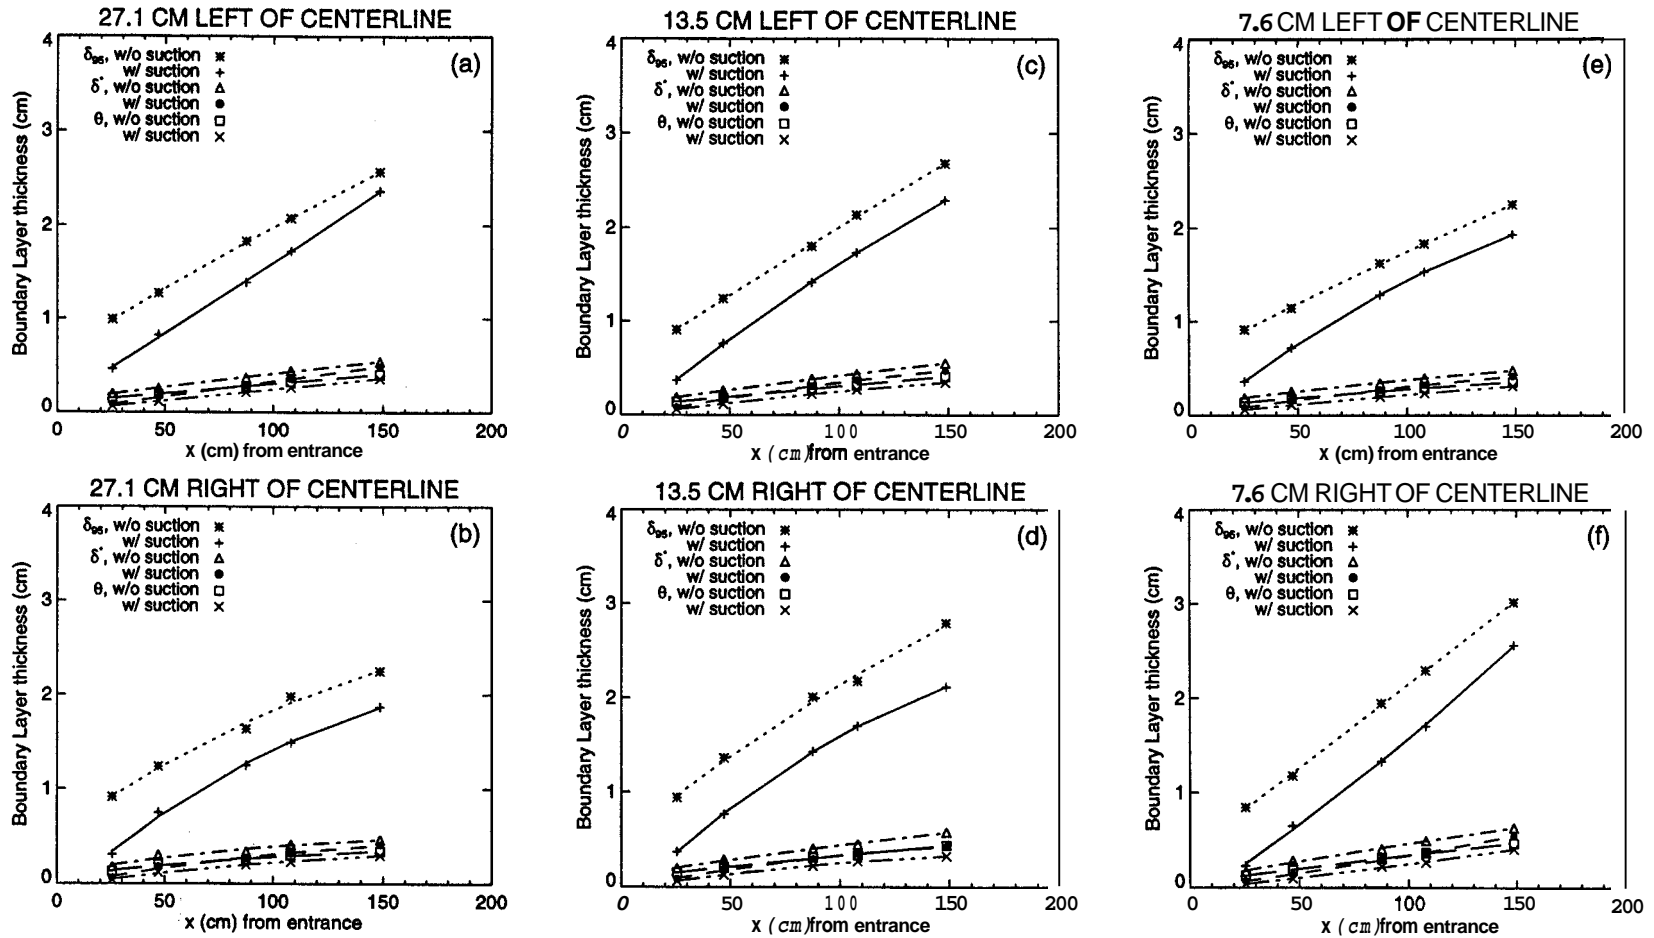 27.1 CM LEFT OF CENTERLINE
(a)
δ95, w/o suction
w/ suction
δ*, w/o suction
w/ suction
θ, w/o suction
w/ suction
Boundary Layer thickness (cm)
4
3
2
1
0
0 50 100 150 200
x (cm) from entrance
13.5 CM LEFT OF CENTERLINE
(c)
δ95, w/o suction
w/ suction
δ*, w/o suction
w/ suction
θ, w/o suction
w/ suction
Boundary Layer thickness (cm)
4
3
2
1
0
0 50 100 150 200
x (cm) from entrance
7.6 CM LEFT OF CENTERLINE
(e)
δ95, w/o suction
w/ suction
δ*, w/o suction
w/ suction
θ, w/o suction
w/ suction
Boundary Layer thickness (cm)
4
3
2
1
0
0 50 100 150 200
x (cm) from entrance
27.1 CM RIGHT OF CENTERLINE
(b)
δ95, w/o suction
w/ suction
δ*, w/o suction
w/ suction
θ, w/o suction
w/ suction
Boundary Layer thickness (cm)
4
3
2
1
0
0 50 100 150 200
x (cm) from entrance
13.5 CM RIGHT OF CENTERLINE
(d)
δ95, w/o suction
w/ suction
δ*, w/o suction
w/ suction
θ, w/o suction
w/ suction
Boundary Layer thickness (cm)
4
3
2
1
0
0 50 100 150 200
x (cm) from entrance
7.6 CM RIGHT OF CENTERLINE
(f)
δ95, w/o suction
w/ suction
δ*, w/o suction
w/ suction
θ, w/o suction
w/ suction
Boundary Layer thickness (cm)
4
3
2
1
0
0 50 100 150 200
x (cm) from entrance